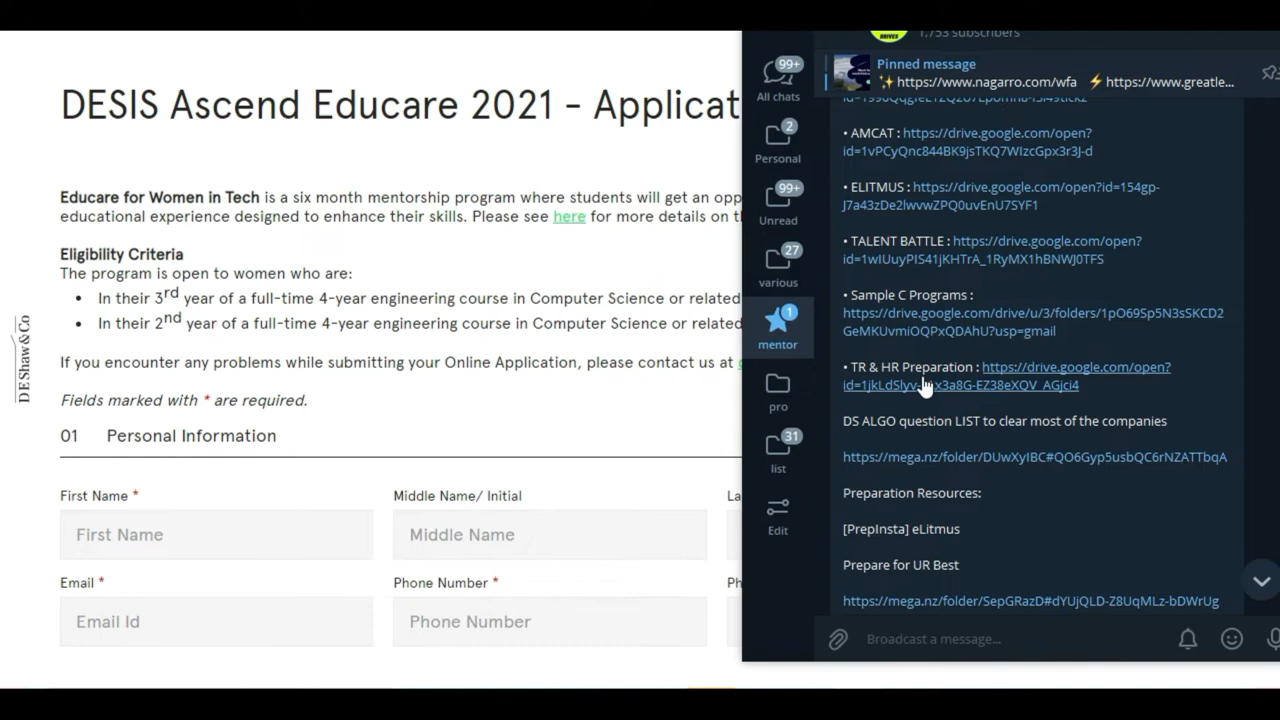 DESIS Ascend Educare 2021 - Applicat
Educare for Women in Tech is a six month mentorship program where students will get an opp
educational experience designed to enhance their skills. Please see here for more details on th
Eligibility Criteria
The program is open to women who are:
• In their 3rd year of a full-time 4-year engineering course in Computer Science or related
• In their 2nd year of a full-time 4-year engineering course in Computer Science or related
If you encounter any problems while submitting your Online Application, please contact us at
Fields marked with * are required.
01 Personal Information
First Name *
Middle Name/ Initial
La
First Name
Middle Name
Email *
Phone Number *
Ph
Email Id
Phone Number
DE Shaw & Co
99+
All chats
2
Personal
99+
Unread
27
various
1
mentor
pro
31
list
Edit
DRIVES
1,753 subscribers
Pinned message
✨ https://www.nagarro.com/wfa ⚡https://www.greatle...
• AMCAT : https://drive.google.com/open?
id=1vPCyQnc844BK9jsTKQ7WIzcGpx3r3J-d
• ELITMUS : https://drive.google.com/open?id=154gp-
J7a43zDe2lwvwZPQ0uvEnU7SYF1
• TALENT BATTLE : https://drive.google.com/open?
id=1wIUuyPIS41jKHTrA_1RyMX1hBNWJ0TFS
• Sample C Programs :
https://drive.google.com/drive/u/3/folders/1pO69Sp5N3sSKCD2
GeMKUvmiOQPxQDAhU?usp=gmail
• TR & HR Preparation : https://drive.google.com/open?
DS ALGO question LIST to clear most of the companies
https://mega.nz/folder/DUwXyIBC#QO6Gyp5usbQC6rNZATTbqA
Preparation Resources:
[PrepInsta] eLitmus
Prepare for UR Best
https://mega.nz/folder/SepGRazD#dYUjQLD-Z8UqMLz-bDWrUg
Broadcast a message...